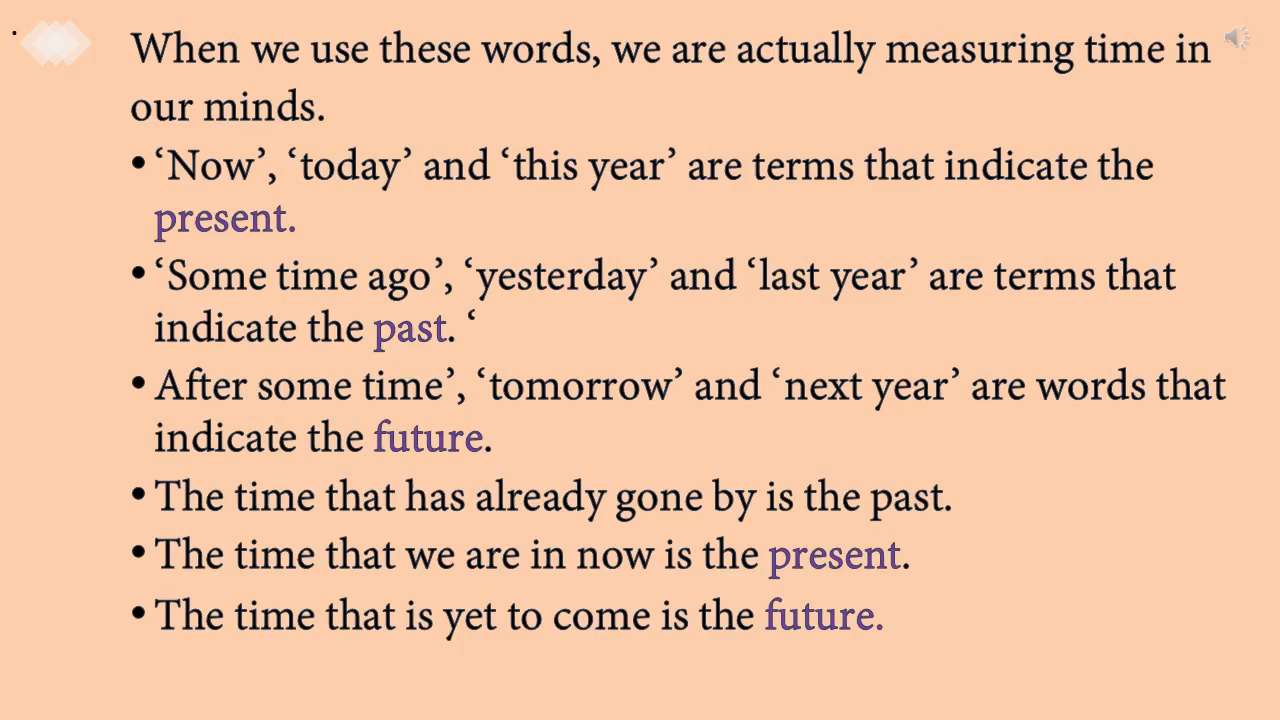 When we use these words, we are actually measuring time in
our minds.
• ‘Now’, ‘today’ and ‘this year’ are terms that indicate the
present.
• ‘Some time ago’, ‘yesterday’ and ‘last year’ are terms that
indicate the past. ‘
• After some time’, ‘tomorrow’ and ‘next year’ are words that
indicate the future.
• The time that has already gone by is the past.
• The time that we are in now is the present.
• The time that is yet to come is the future.